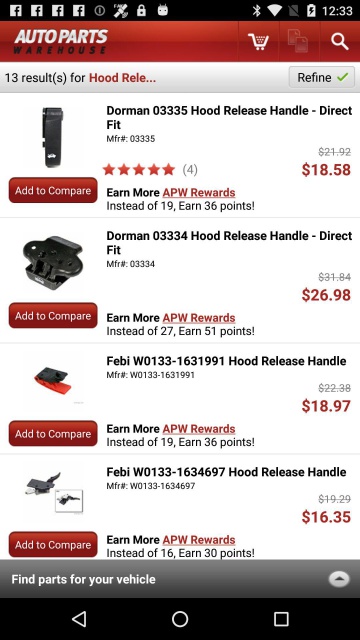 12:33
AUTO PARTS
WAREHOUSE
13 result(s) for Hood Rele...
Refine
Dorman 03335 Hood Release Handle - Direct
Fit
Mfr#: 03335
$21.92
$18.58
(4)
Add to Compare
Earn More APW Rewards
Instead of 19, Earn 36 points!
Dorman 03334 Hood Release Handle - Direct
Fit
Mfr#: 03334
$31.84
$26.98
Add to Compare
Earn More APW Rewards
Instead of 27, Earn 51 points!
Febi W0133-1631991 Hood Release Handle
Mfr#: W0133-1631991
$22.38
$18.97
Add to Compare
Earn More APW Rewards
Instead of 19, Earn 36 points!
Febi W0133-1634697 Hood Release Handle
Mfr#: W0133-1634697
$19.29
$16.35
Add to Compare
Earn More APW Rewards
Instead of 16, Earn 30 points!
Find parts for your vehicle